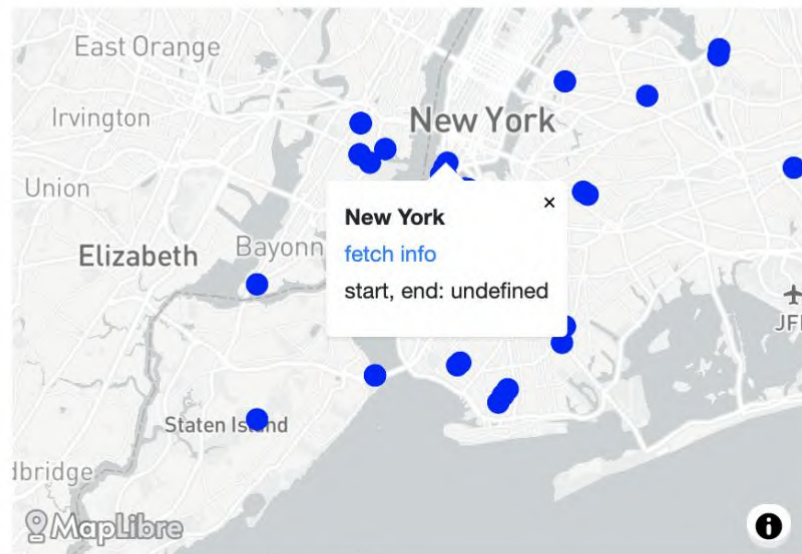 East Orange
Irvington
New York
Union
New York
×
fetch info
start, end: undefined
Elizabeth
Bayonn
JF
Staten Island
dbridge
MapLibre
i